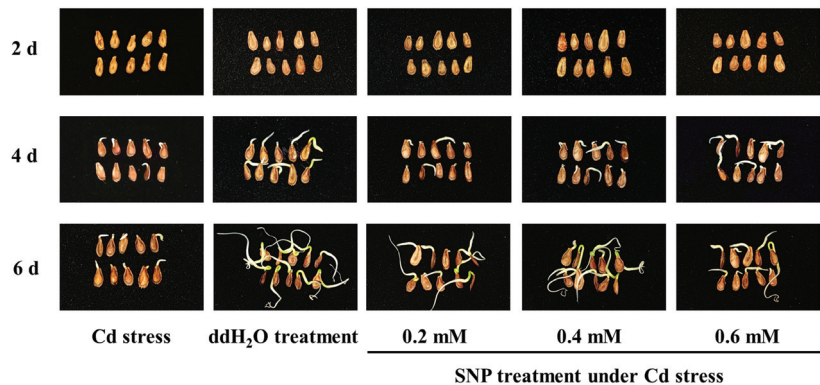 2 d
4 d
6 d
Cd stress ddH₂O treatment 0.2 mM 0.4 mM 0.6 mM
SNP treatment under Cd stress